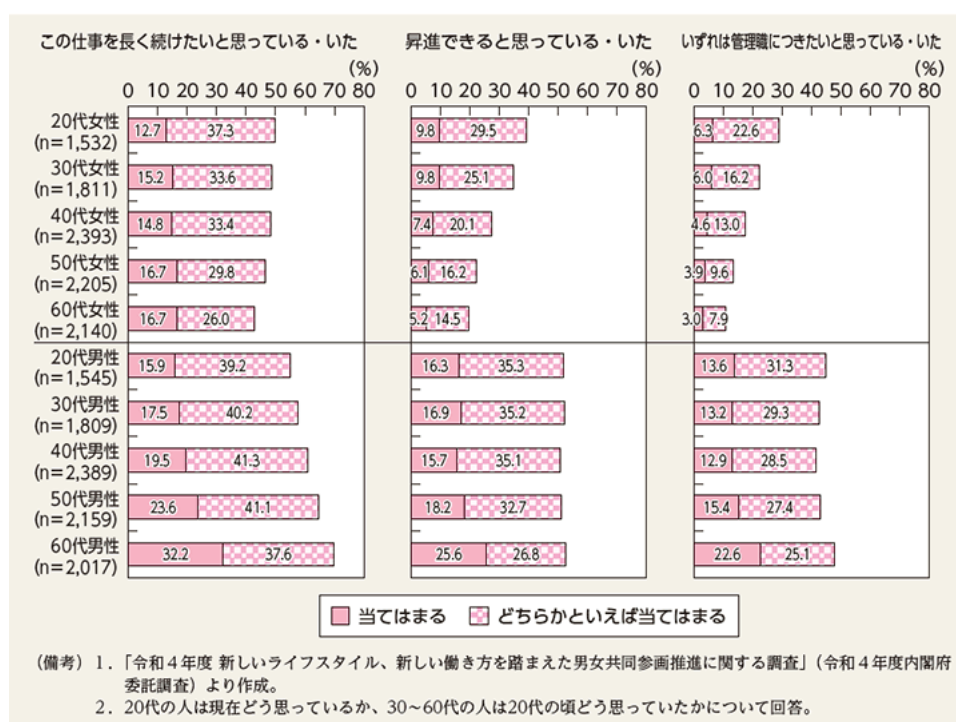 この仕事を長く続けたいと思っている・いた
昇進できると思っている・いた
いずれは管理職につきたいと思っている・いた
(%)
(%)
(%)
0 10 20 30 40 50 60 70 80
0 10 20 30 40 50 60 70 80
0 10 20 30 40 50 60 70 80
20代女性
(n=1,532)
12.7 37.3
9.8 29.5
6.3 22.6
30代女性
(n=1,811)
15.2 33.6
9.8 25.1
6.0 16.2
40代女性
(n=2,393)
14.8 33.4
7.4 20.1
4.6 13.0
50代女性
(n=2,205)
16.7 29.8
6.1 16.2
3.9 9.6
60代女性
(n=2,140)
16.7 26.0
5.2 14.5
3.0 7.9
20代男性
(n=1,545)
15.9 39.2
16.3 35.3
13.6 31.3
30代男性
(n=1,809)
17.5 40.2
16.9 35.2
13.2 29.3
40代男性
(n=2,389)
19.5 41.3
15.7 35.1
12.9 28.5
50代男性
(n=2,159)
23.6 41.1
18.2 32.7
15.4 27.4
60代男性
(n=2,017)
32.2 37.6
25.6 26.8
22.6 25.1
当てはまる どちらかといえば当てはまる
(備考)1.「令和4年度 新しいライフスタイル、新しい働き方を踏まえた男女共同参画推進に関する調査」(令和4年度内閣府
委託調査)より作成。
2.20代の人は現在どう思っているか、30~60代の人は20代の頃どう思っていたかについて回答。